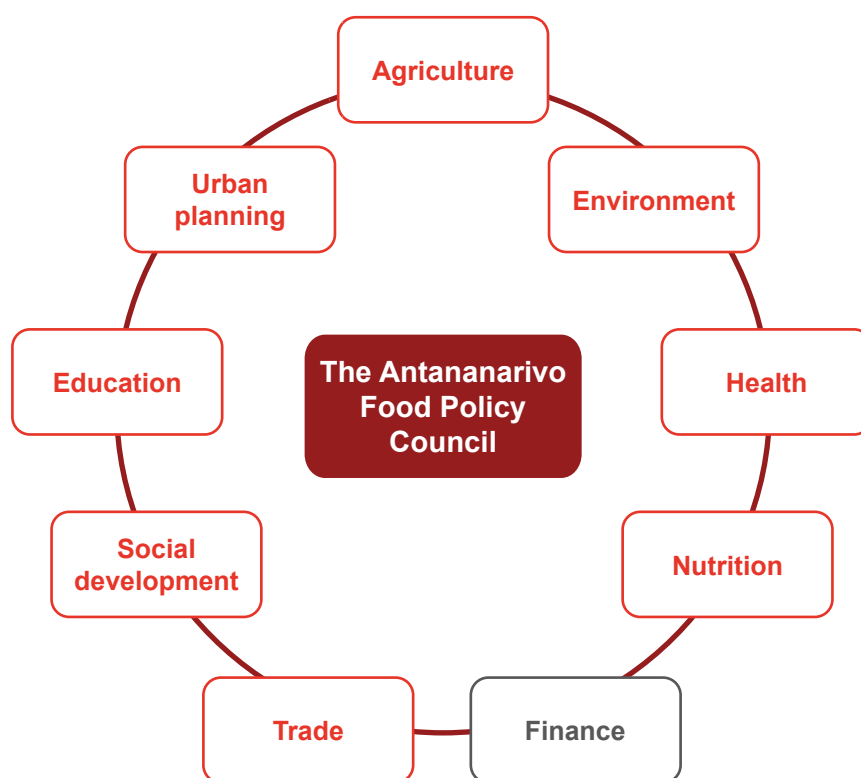 Agriculture
Urban
planning
Environment
Education
The Antananarivo
Food Policy
Council
Health
Social
development
Nutrition
Trade
Finance